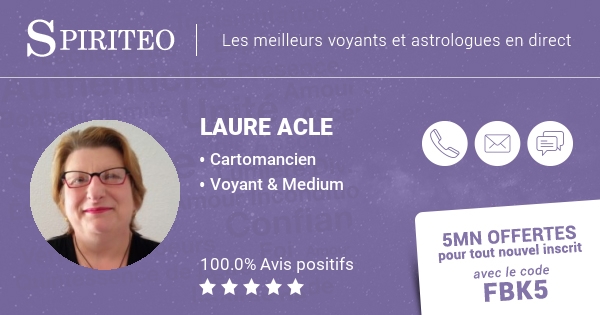 SPIRITEO
Les meilleurs voyants et astrologues en direct
LAURE ACLE
• Cartomancien
• Voyant & Medium
100.0% Avis positifs
5MN OFFERTES
pour tout nouvel inscrit
avec le code
FBK5